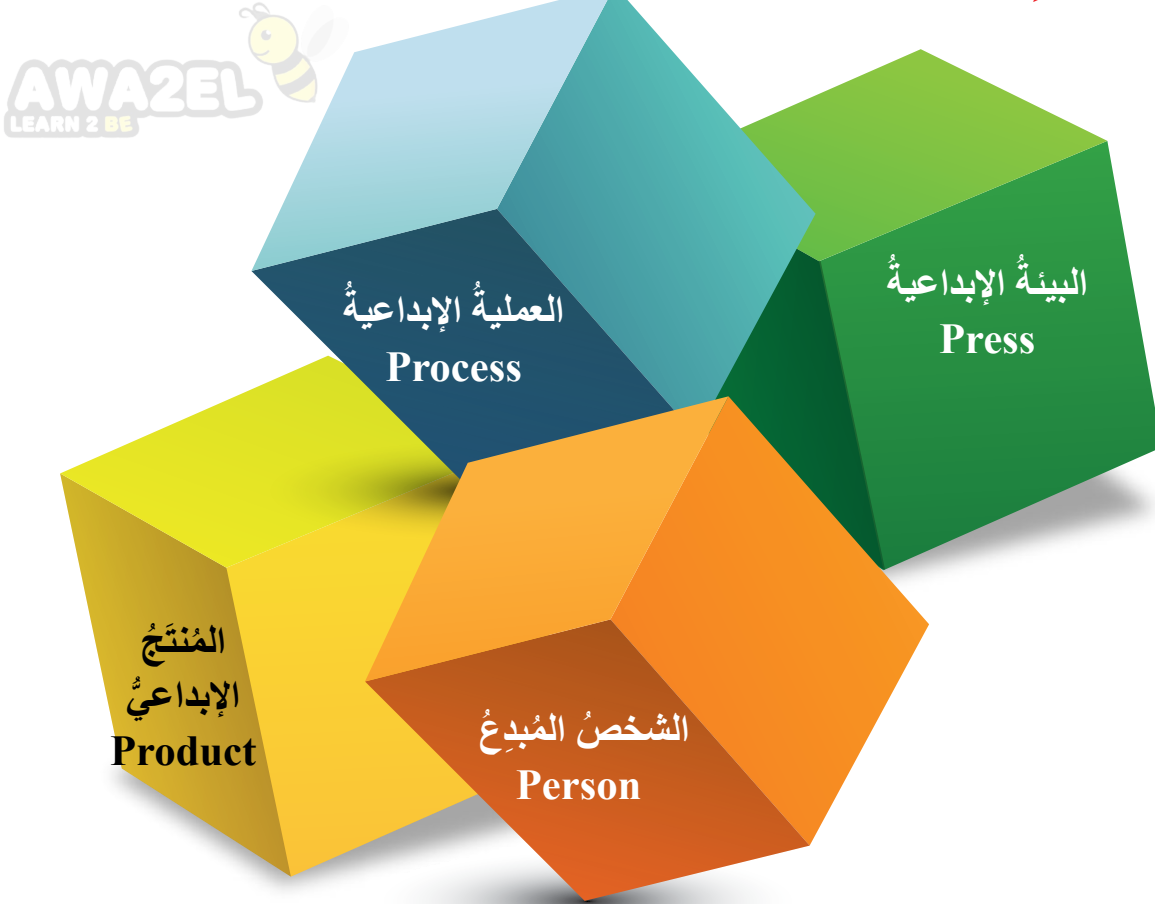 AWA2EL
LEARN 2 BE
البيئةُ الإبداعيةُ
Press
العمليةُ الإبداعيةُ
Process
المُنتَجُ
الإبداعيُّ
Product
الشخصُ المُبدِعُ
Person